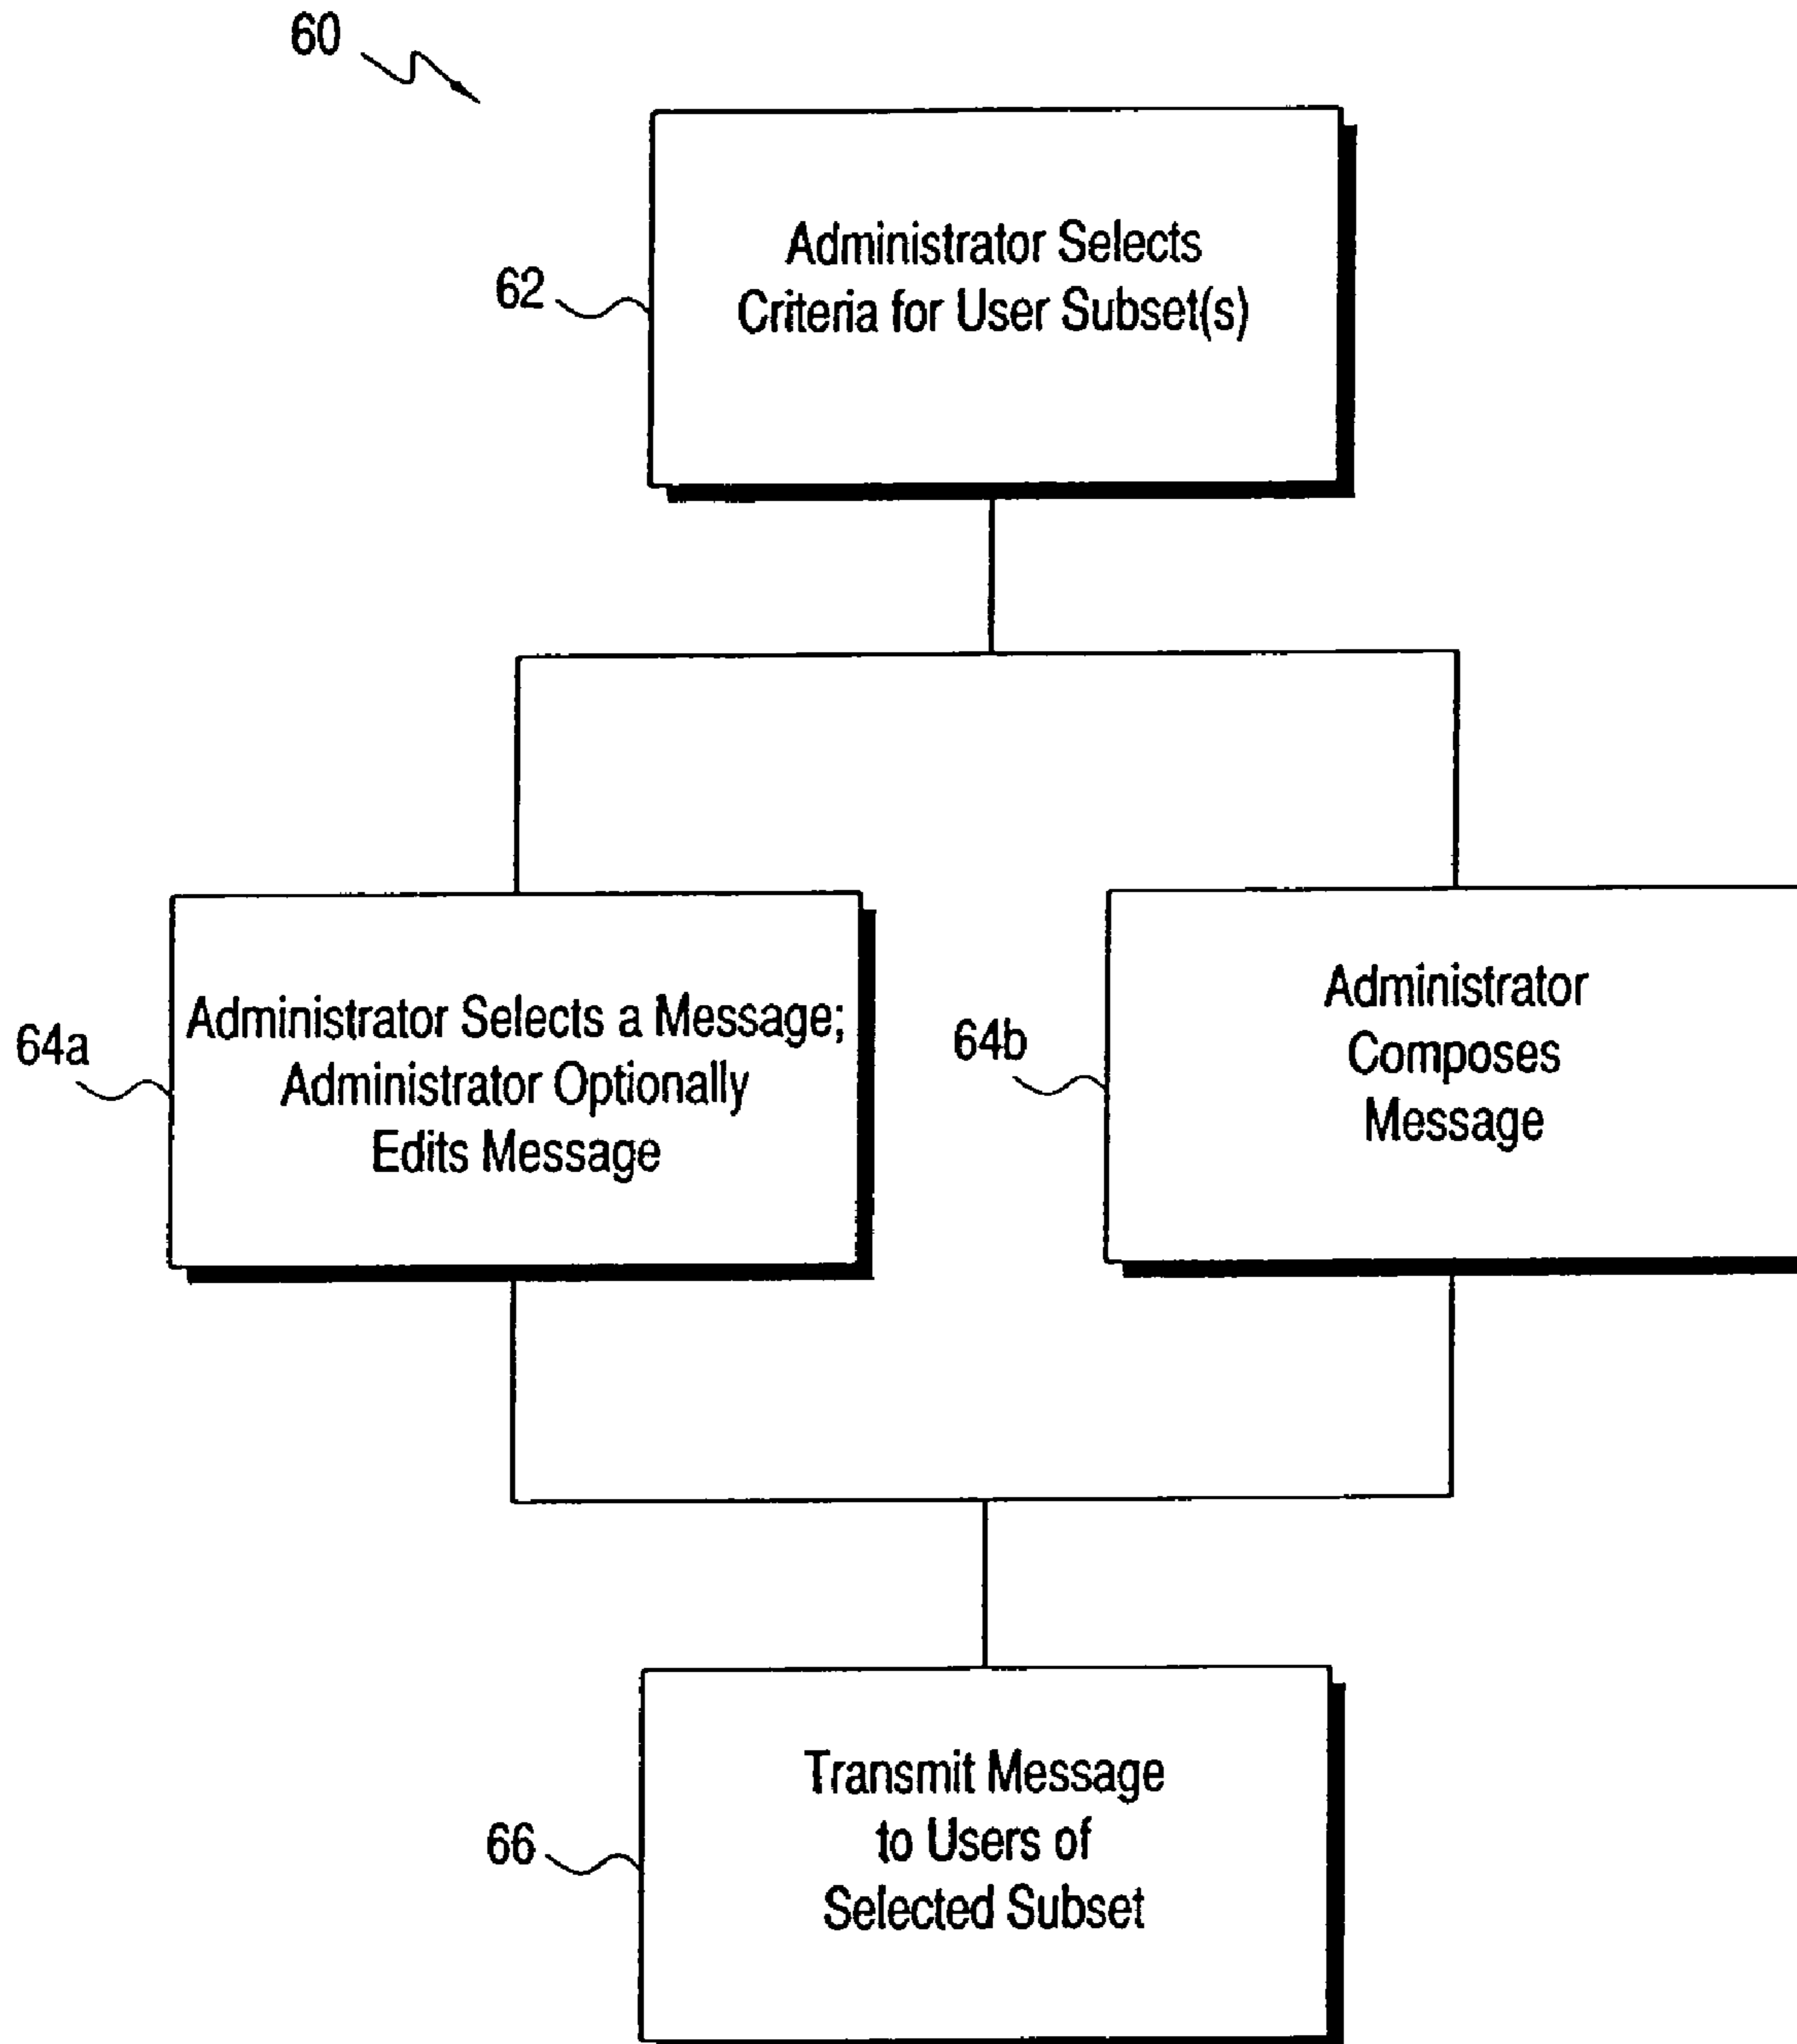 60
62
Administrator Selects
Criteria for User Subset(s)
64a
Administrator Selects a Message;
Administrator Optionally
Edits Message
64b
Administrator
Composes
Message
66
Transmit Message
to Users of
Selected Subset